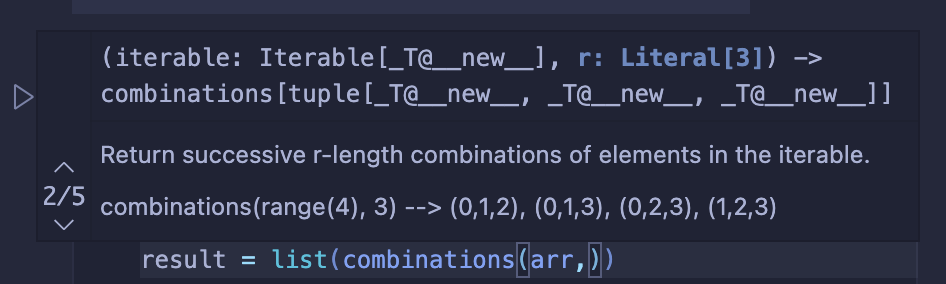 (iterable: Iterable[_T@__new__], r: Literal[3]) ->
combinations[tuple[_T@__new__, _T@__new__, _T@__new__]]
Return successive r-length combinations of elements in the iterable.
2/5
combinations(range(4), 3) --> (0,1,2), (0,1,3), (0,2,3), (1,2,3)
result = list(combinations(arr,))